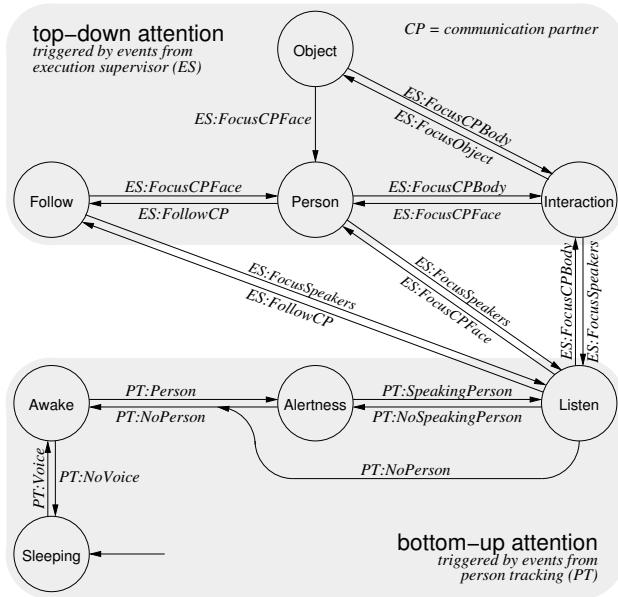 top-down attention
triggered by events from
execution supervisor (ES)
CP = communication partner
Object
ES:FocusCPBody
ES:FocusObject
ES:FocusCPFace
Follow
ES:FocusCPFace
ES:FollowCP
Person
ES:FocusCPBody
ES:FocusCPFace
Interaction
ES:FocusSpeakers
ES:FollowCP
ES:FocusSpeakers
ES:FocusCPFace
ES:FocusCPBody
ES:FocusSpeakers
Awake
PT:Person
PT:NoPerson
Alertness
PT:SpeakingPerson
PT:NoSpeakingPerson
Listen
PT:NoPerson
PT:Voice
PT:NoVoice
Sleeping
bottom-up attention
triggered by events from
person tracking (PT)